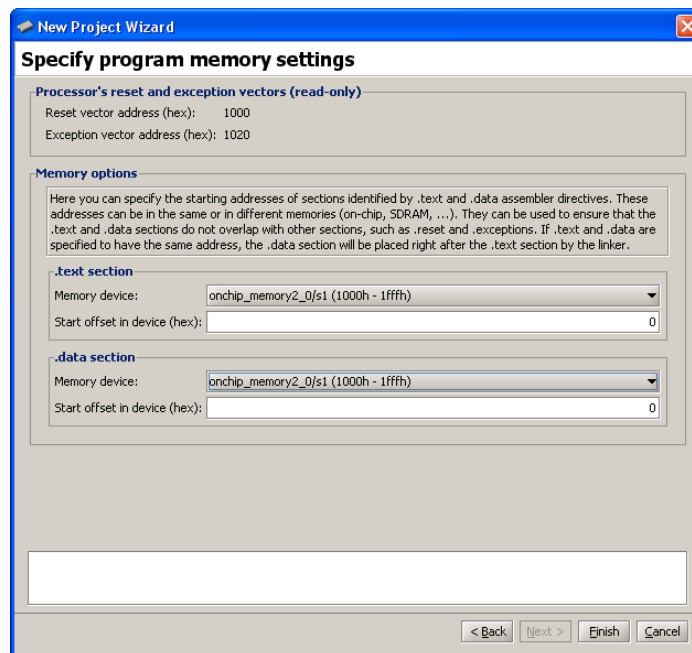 New Project Wizard
Specify program memory settings
Processor's reset and exception vectors (read-only)
Reset vector address (hex): 1000
Exception vector address (hex): 1020
Memory options
Here you can specify the starting addresses of sections identified by .text and .data assembler directives. These
addresses can be in the same or in different memories (on-chip, SDRAM, ...). They can be used to ensure that the
.text and .data sections do not overlap with other sections, such as .reset and .exceptions. If .text and .data are
specified to have the same address, the .data section will be placed right after the .text section by the linker.
.text section
Memory device: onchip_memory2_0/s1 (1000h - 1fffh)
Start offset in device (hex): 0
.data section
Memory device: onchip_memory2_0/s1 (1000h - 1fffh)
Start offset in device (hex): 0
< Back Next > Finish Cancel